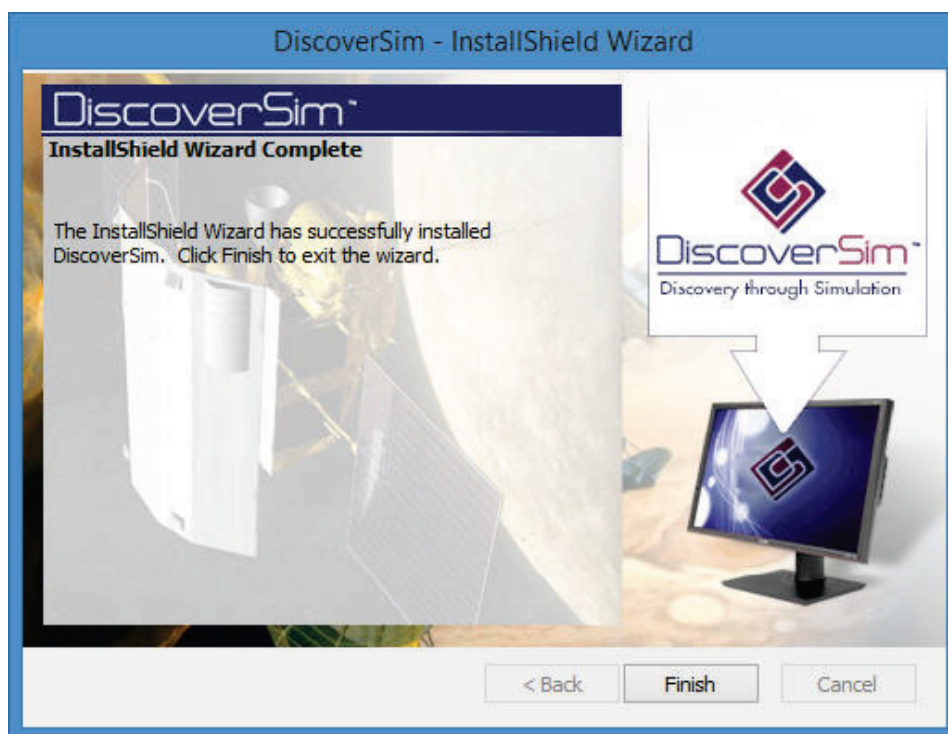 DiscoverSim - InstallShield Wizard
DiscoverSim™
InstallShield Wizard Complete
The InstallShield Wizard has successfully installed
DiscoverSim. Click Finish to exit the wizard.
DiscoverSim™
Discovery through Simulation
< Back
Finish
Cancel